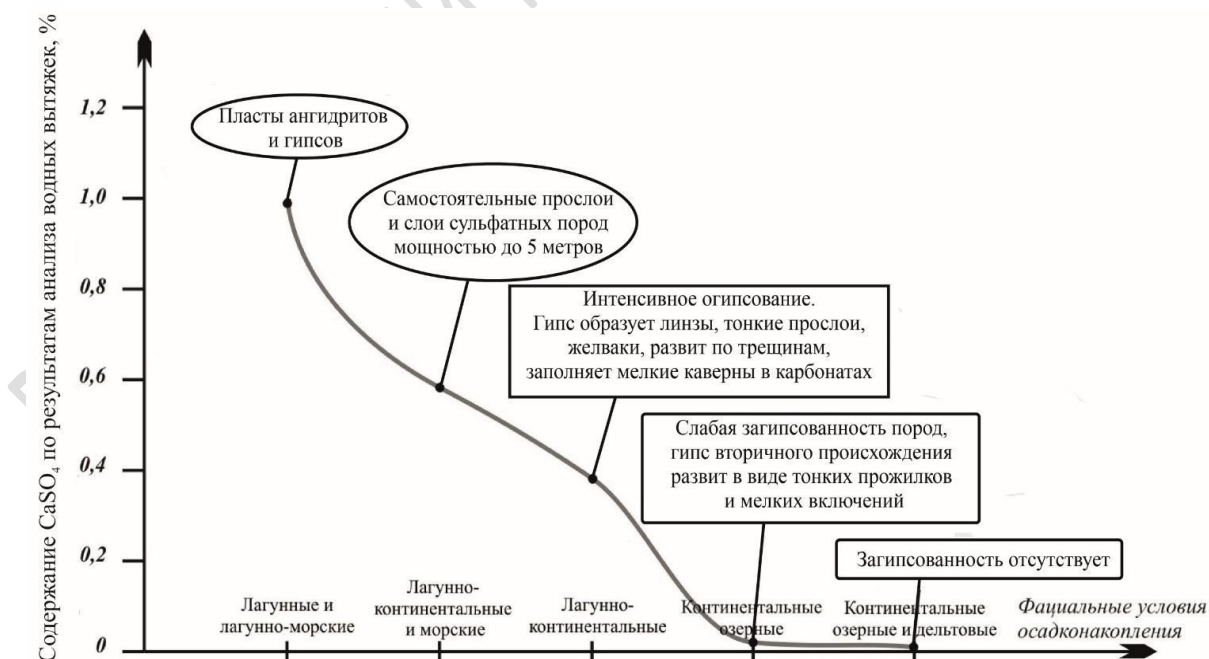 Содержание CaSO₄ по результатам анализа водных вытяжек, %
1,2
1,0
0,8
0,6
0,4
0,2
0
Пласты ангидритов
и гипсов
Самостоятельные прослои
и слои сульфатных пород
мощностью до 5 метров
Интенсивное огипсование.
Гипс образует линзы, тонкие прослои,
желваки, развит по трещинам,
заполняет мелкие каверны в карбонатах
Слабая загипсованность пород,
гипс вторичного происхождения
развит в виде тонких прожилков
и мелких включений
Загипсованность отсутствует
Лагунные и
лагунно-морские
Лагунно-
континентальные
и морские
Лагунно-
континентальные
Континентальные
озерные
Континентальные
озерные и дельтовые
Фациальные условия
осадконакопления